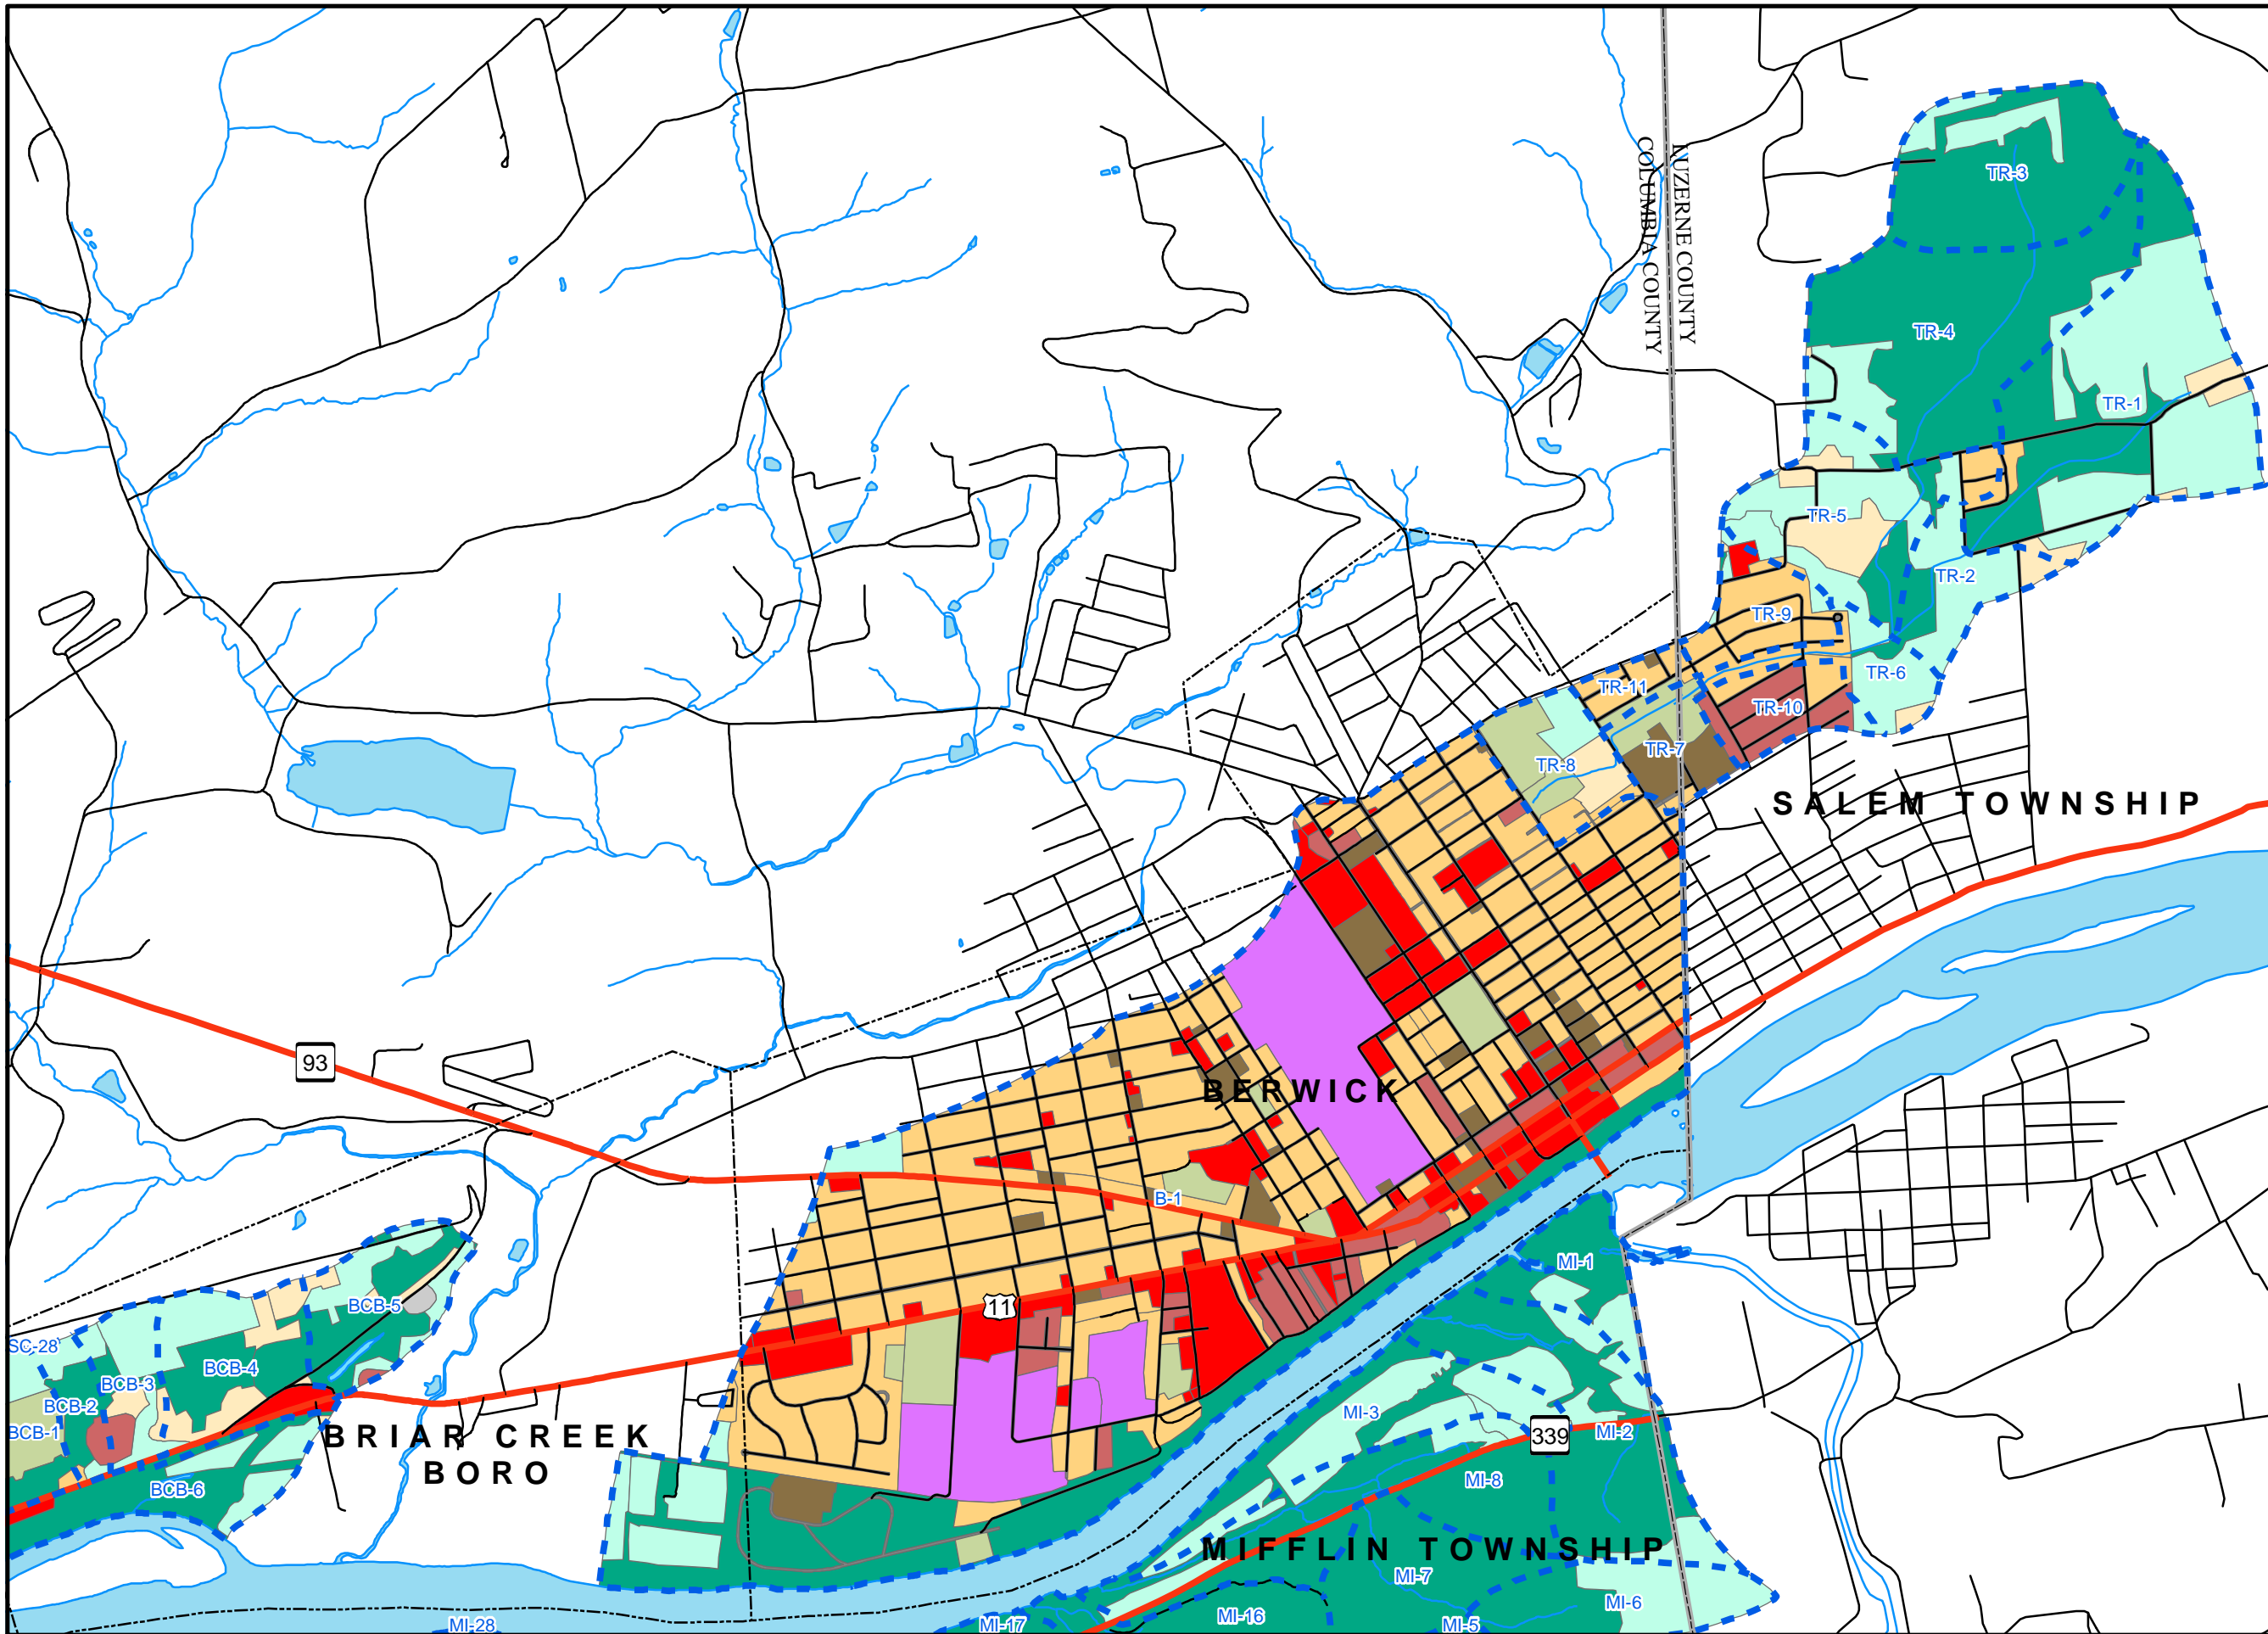 COLUMBIA COUNTY
LUZERNE COUNTY
TR-3
TR-4
TR-1
TR-5
TR-2
TR-9
TR-6
TR-11
TR-10
TR-7
TR-8
SALEM TOWNSHIP
93
BERWICK
B-1
MI-1
11
BCB-5
SC-28
BCB-4
BCB-3
BCB-2
BCB-1
MI-3
339
MI-2
BRIAR CREEK
BORO
MI-8
BCB-6
MIFFLIN TOWNSHIP
MI-7
MI-6
MI-16
MI-28
MI-17
MI-5